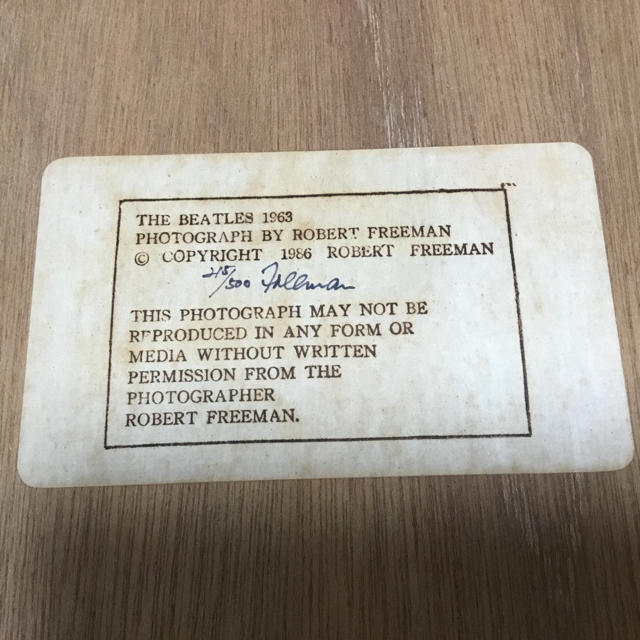 THE BEATLES 1963
PHOTOGRAPH BY ROBERT FREEMAN
© COPYRIGHT 1986 ROBERT FREEMAN
/500 Freeman
THIS PHOTOGRAPH MAY NOT BE
REPRODUCED IN ANY FORM OR
MEDIA WITHOUT WRITTEN
PERMISSION FROM THE
PHOTOGRAPHER
ROBERT FREEMAN.